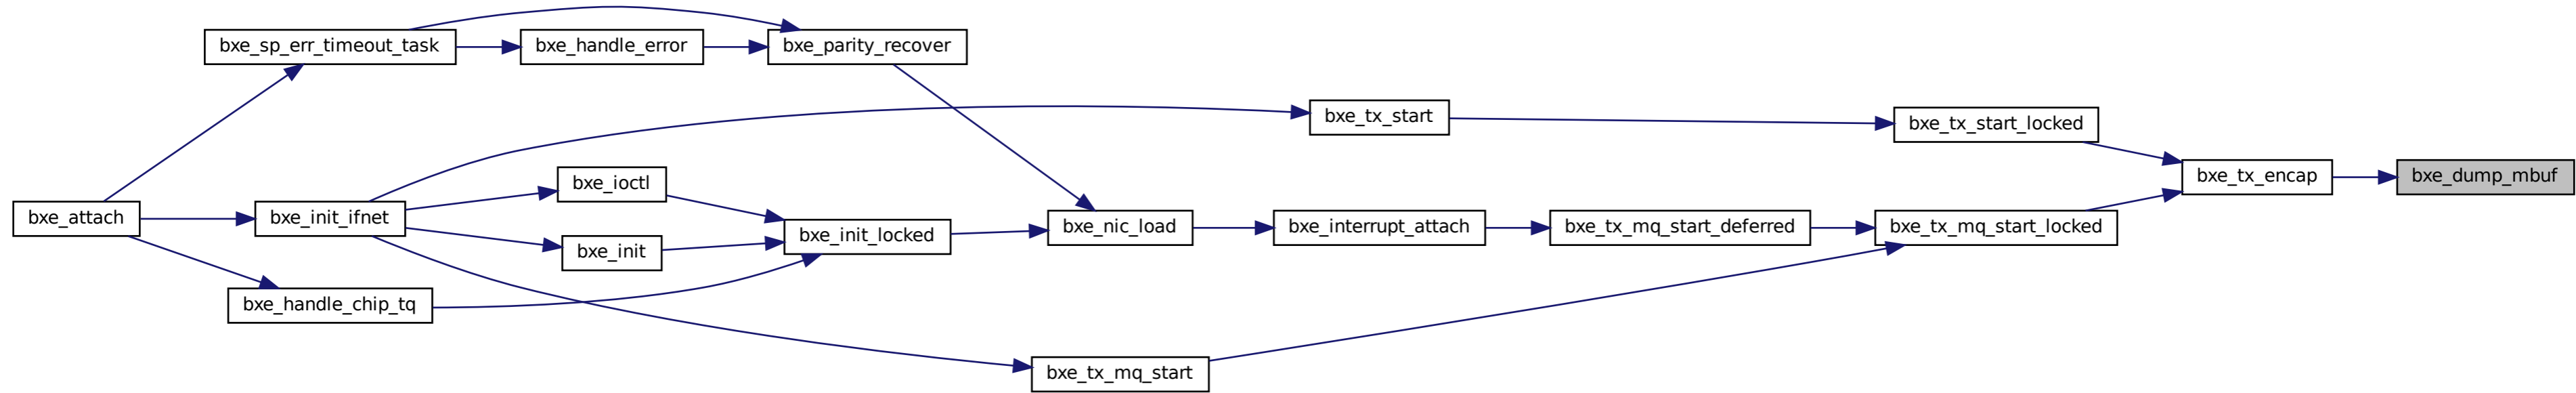 bxe_sp_err_timeout_task
bxe_handle_error
bxe_parity_recover
bxe_tx_start
bxe_tx_start_locked
bxe_tx_encap
bxe_dump_mbuf
bxe_attach
bxe_init_ifnet
bxe_ioctl
bxe_init
bxe_init_locked
bxe_nic_load
bxe_interrupt_attach
bxe_tx_mq_start_deferred
bxe_tx_mq_start_locked
bxe_handle_chip_tq
bxe_tx_mq_start